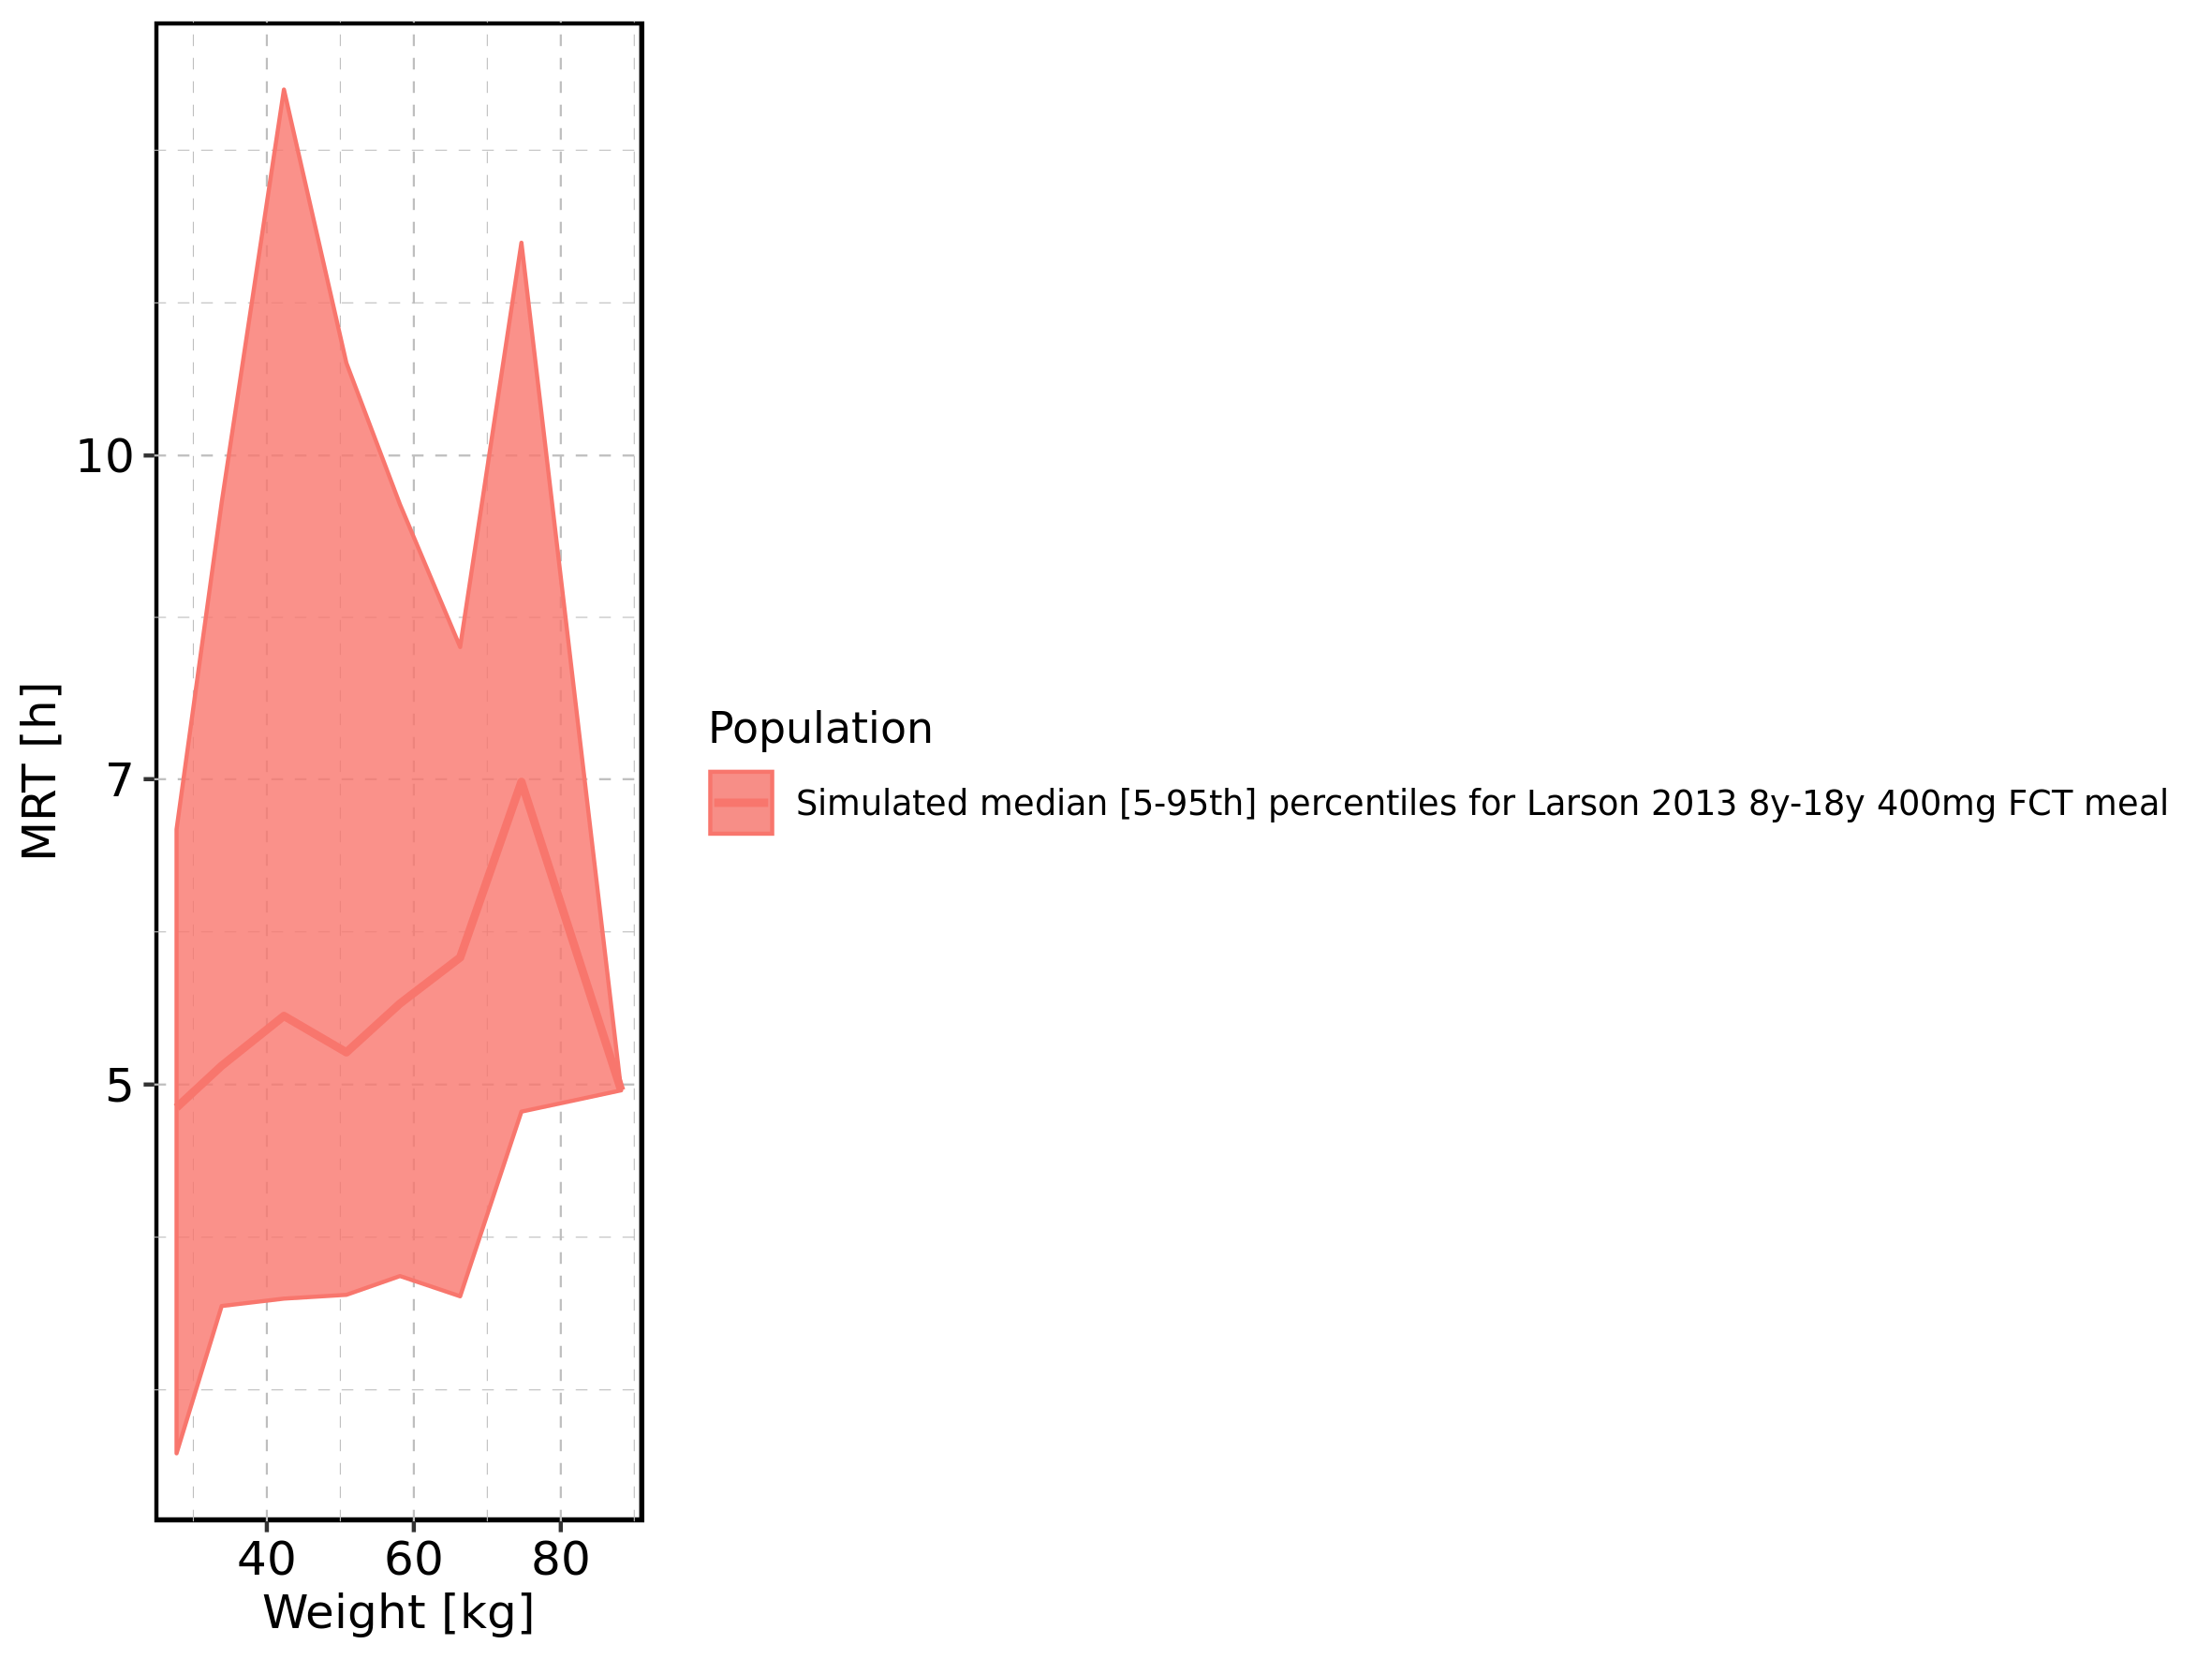 MRT [h]
10
7
5
40 60 80
Weight [kg]
Population
Simulated median [5-95th] percentiles for Larson 2013 8y-18y 400mg FCT meal